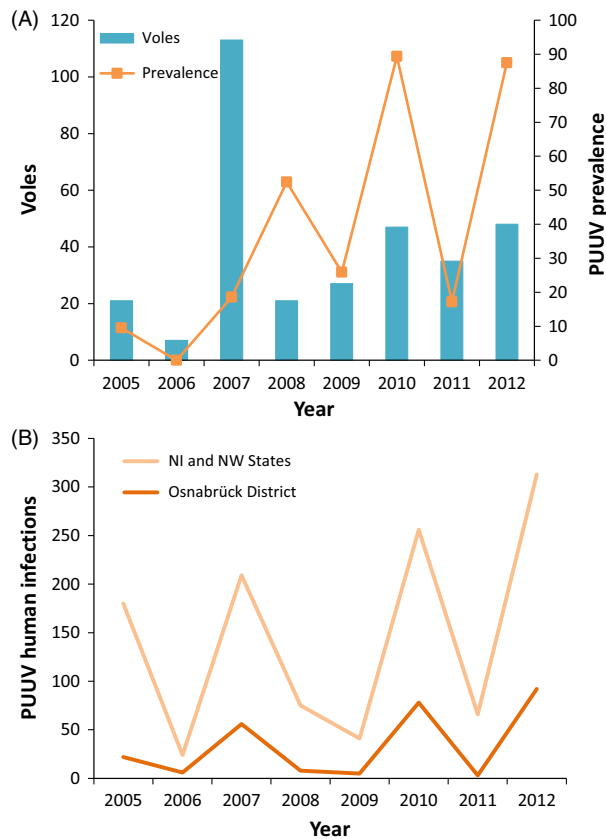 (A)
Voles
Prevalence
120
100
80
60
40
20
0
Voles
100
90
80
70
60
50
40
30
20
10
0
PUUV prevalence
2005 2006 2007 2008 2009 2010 2011 2012
Year
(B)
NI and NW States
Osnabrück District
350
300
250
200
150
100
50
0
PUUV human infections
2005 2006 2007 2008 2009 2010 2011 2012
Year